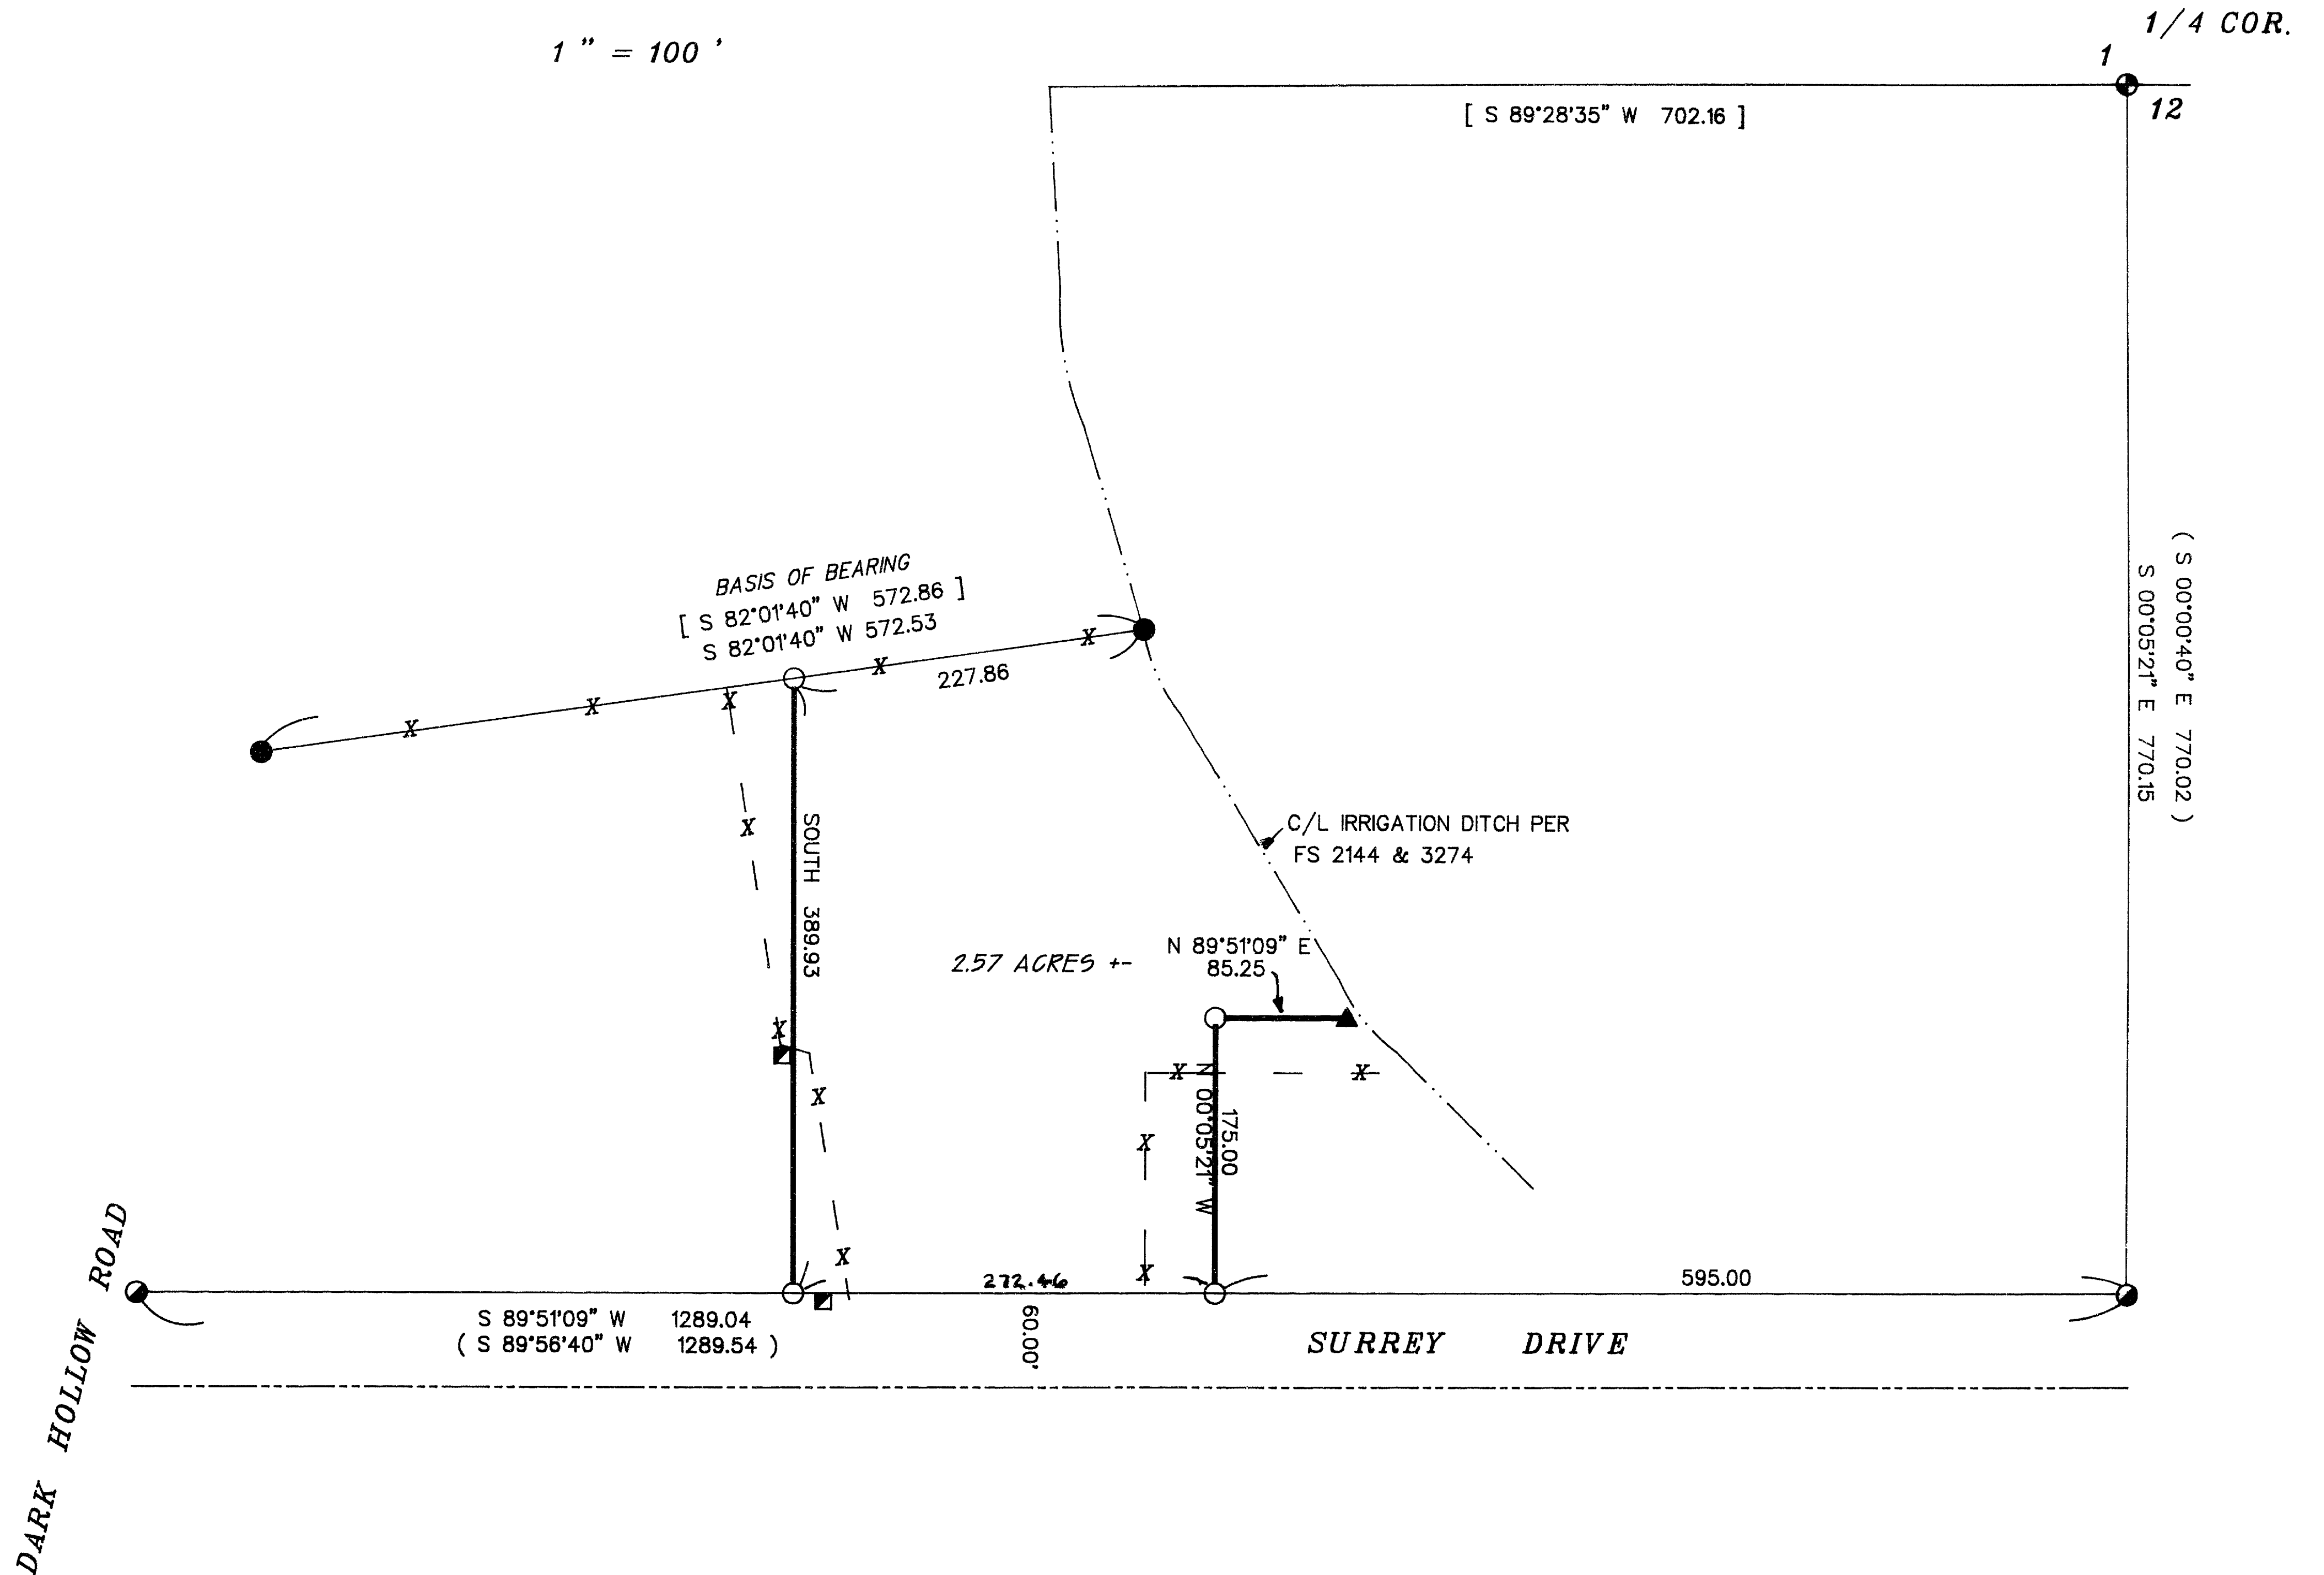 1/4 COR.
1 " = 100 '
1
[ S 89°28'35" W 702.16 ]
12
BASIS OF BEARING
[ S 82°01'40" W 572.86 ]
S 82°01'40" W 572.53
227.86
( S 00°00'40" E 770.02 )
S 00°05'21" E 770.15
SOUTH 389.93
C/L IRRIGATION DITCH PER
FS 2144 & 3274
N 89°51'09" E
85.25
2.57 ACRES +-
175.00
N 00°05'21" W
272.46
595.00
S 89°51'09" W 1289.04
( S 89°56'40" W 1289.54 )
60.00'
SURREY DRIVE
DARK HOLLOW ROAD